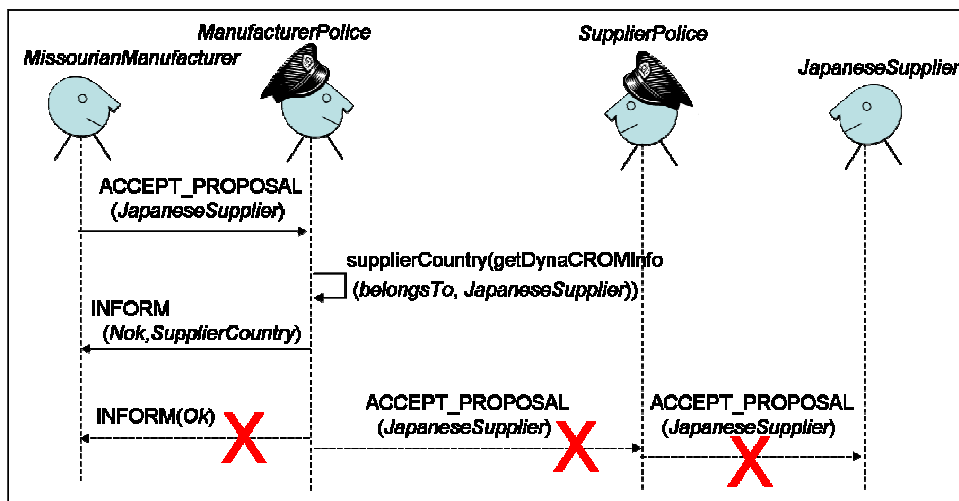 ManufacturerPolice
SupplierPolice
MissourianManufacturer
JapaneseSupplier
ACCEPT_PROPOSAL
(JapaneseSupplier)
supplierCountry(getDynaCROMInfo
(belongsTo, JapaneseSupplier))
INFORM
(Nok,SupplierCountry)
INFORM(Ok)
ACCEPT_PROPOSAL
(JapaneseSupplier)
ACCEPT_PROPOSAL
(JapaneseSupplier)